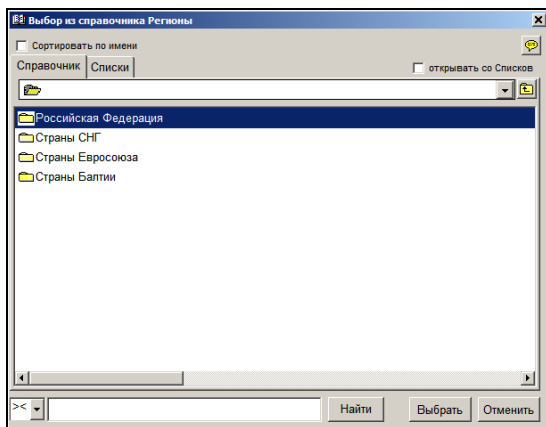 Выбор из справочника Регионы
Сортировать по имени
Справочник Списки открывать со Списков
Российская Федерация
Страны СНГ
Страны Евросоюза
Страны Балтии
>< Найти Выбрать Отменить